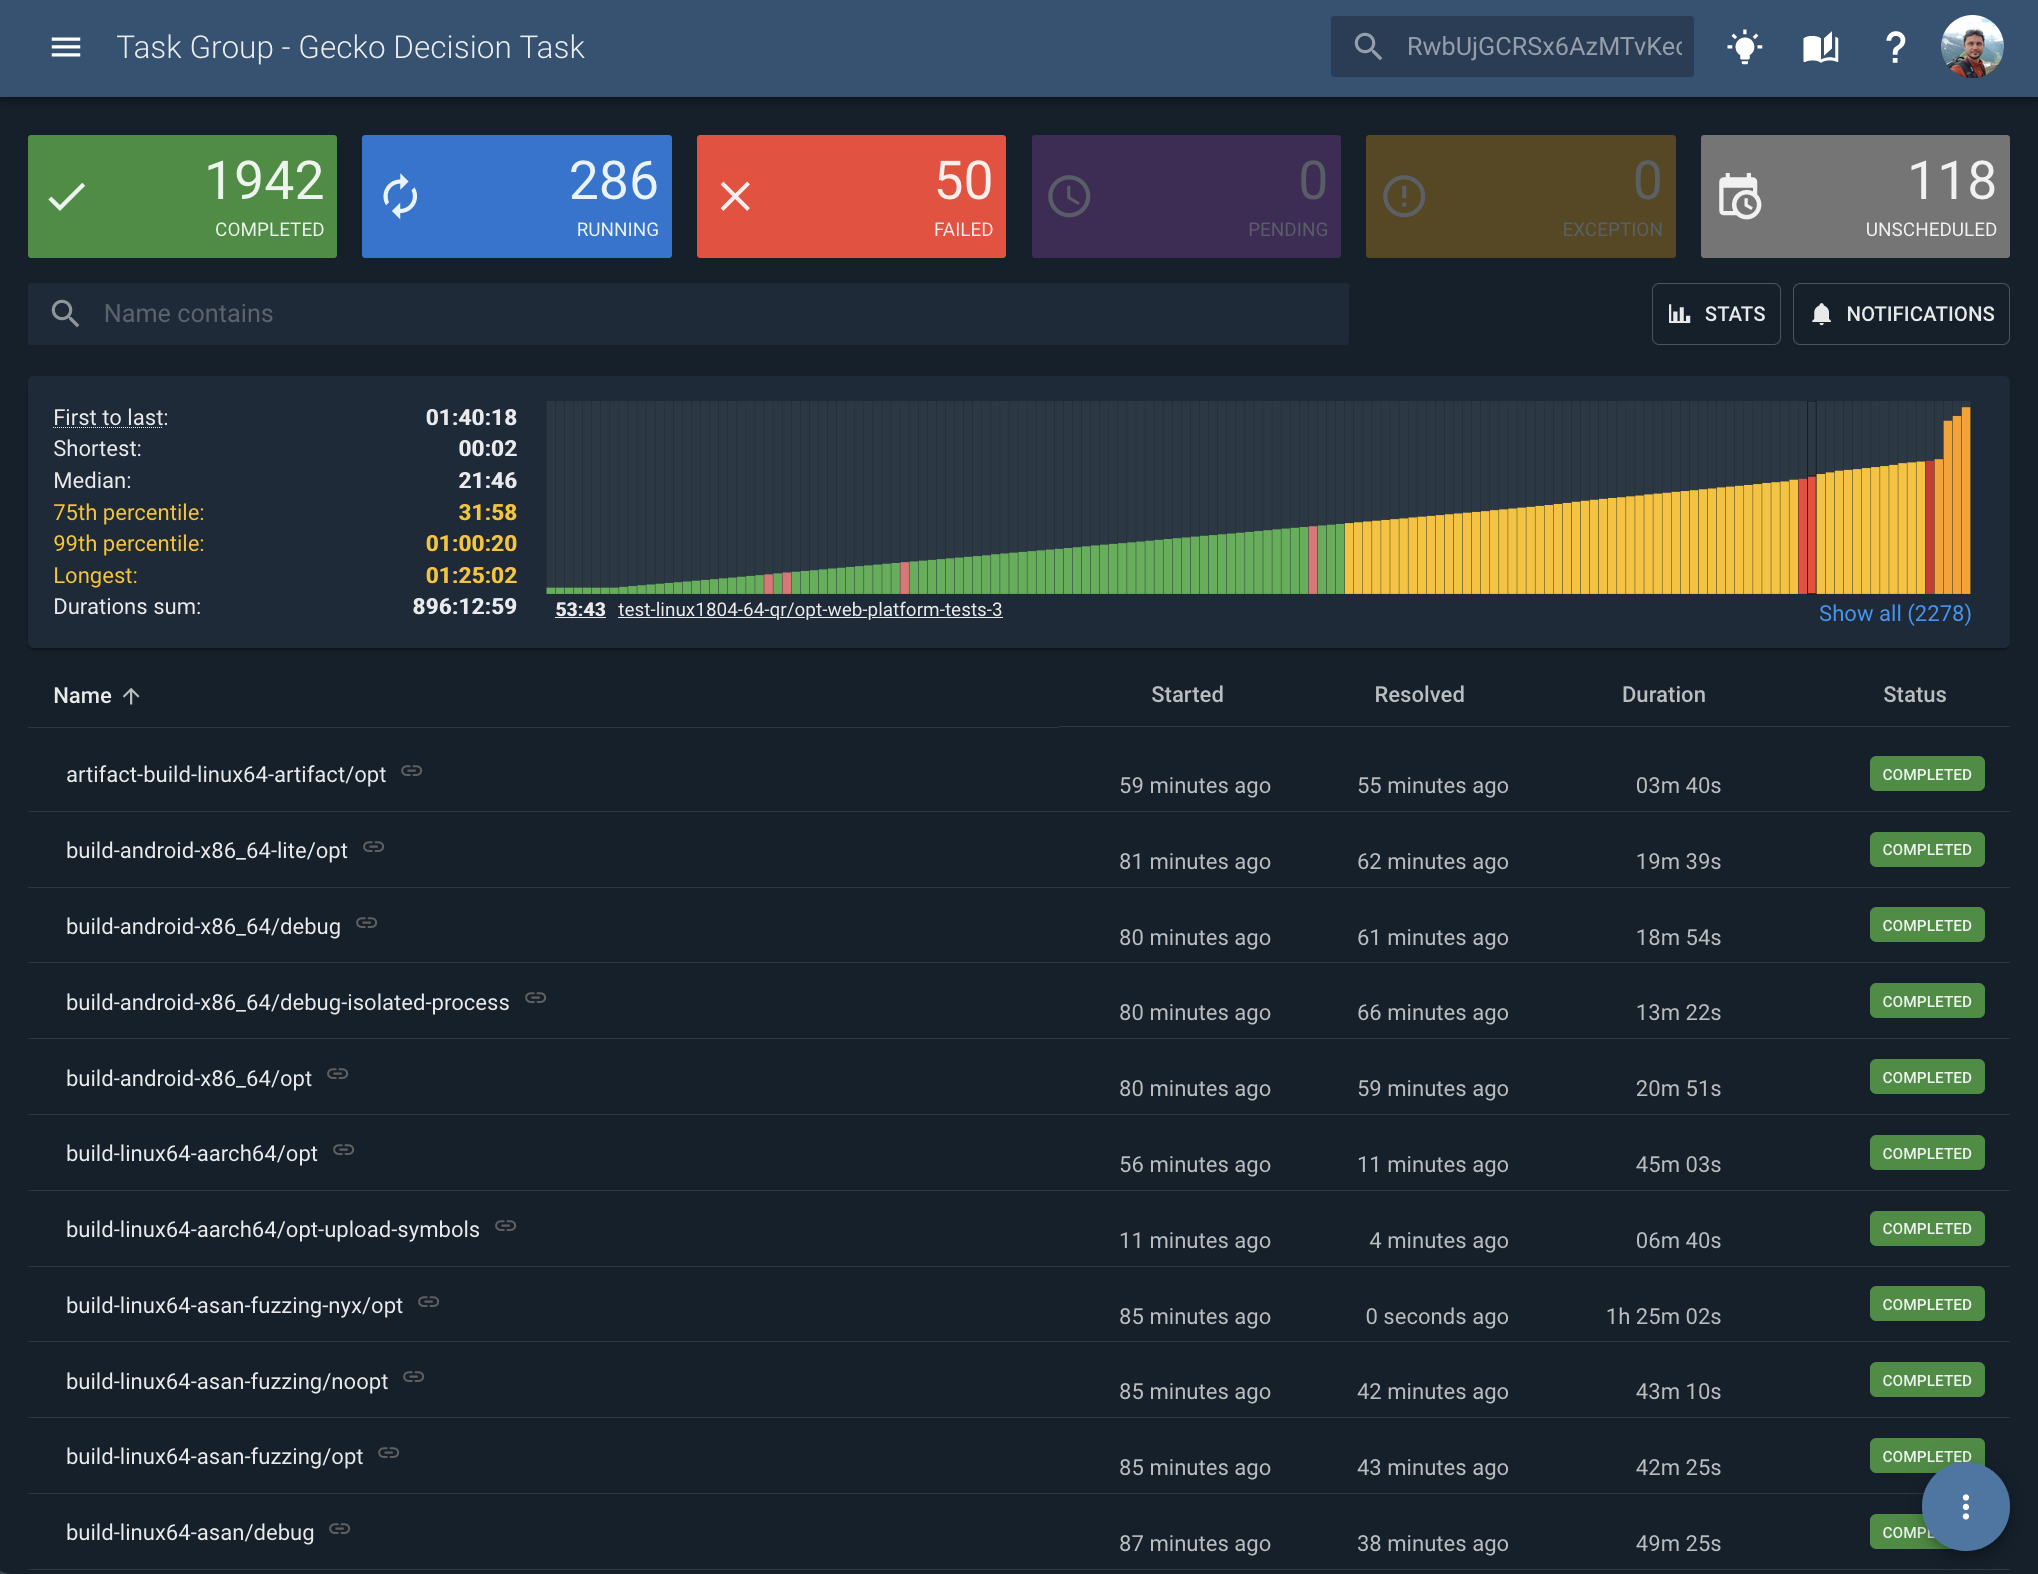 Task Group - Gecko Decision Task
RwbUjGCRSx6AzMTvKec
1942
COMPLETED
286
RUNNING
50
FAILED
0
PENDING
0
EXCEPTION
118
UNSCHEDULED
Name contains
STATS
NOTIFICATIONS
First to last: 01:40:18
Shortest: 00:02
Median: 21:46
75th percentile: 31:58
99th percentile: 01:00:20
Longest: 01:25:02
Durations sum: 896:12:59
53:43 test-linux1804-64-qr/opt-web-platform-tests-3
Show all (2278)
Name Started Resolved Duration Status
artifact-build-linux64-artifact/opt 59 minutes ago 55 minutes ago 03m 40s COMPLETED
build-android-x86_64-lite/opt 81 minutes ago 62 minutes ago 19m 39s COMPLETED
build-android-x86_64/debug 80 minutes ago 61 minutes ago 18m 54s COMPLETED
build-android-x86_64/debug-isolated-process 80 minutes ago 66 minutes ago 13m 22s COMPLETED
build-android-x86_64/opt 80 minutes ago 59 minutes ago 20m 51s COMPLETED
build-linux64-aarch64/opt 56 minutes ago 11 minutes ago 45m 03s COMPLETED
build-linux64-aarch64/opt-upload-symbols 11 minutes ago 4 minutes ago 06m 40s COMPLETED
build-linux64-asan-fuzzing-nyx/opt 85 minutes ago 0 seconds ago 1h 25m 02s COMPLETED
build-linux64-asan-fuzzing/noopt 85 minutes ago 42 minutes ago 43m 10s COMPLETED
build-linux64-asan-fuzzing/opt 85 minutes ago 43 minutes ago 42m 25s COMPLETED
build-linux64-asan/debug 87 minutes ago 38 minutes ago 49m 25s